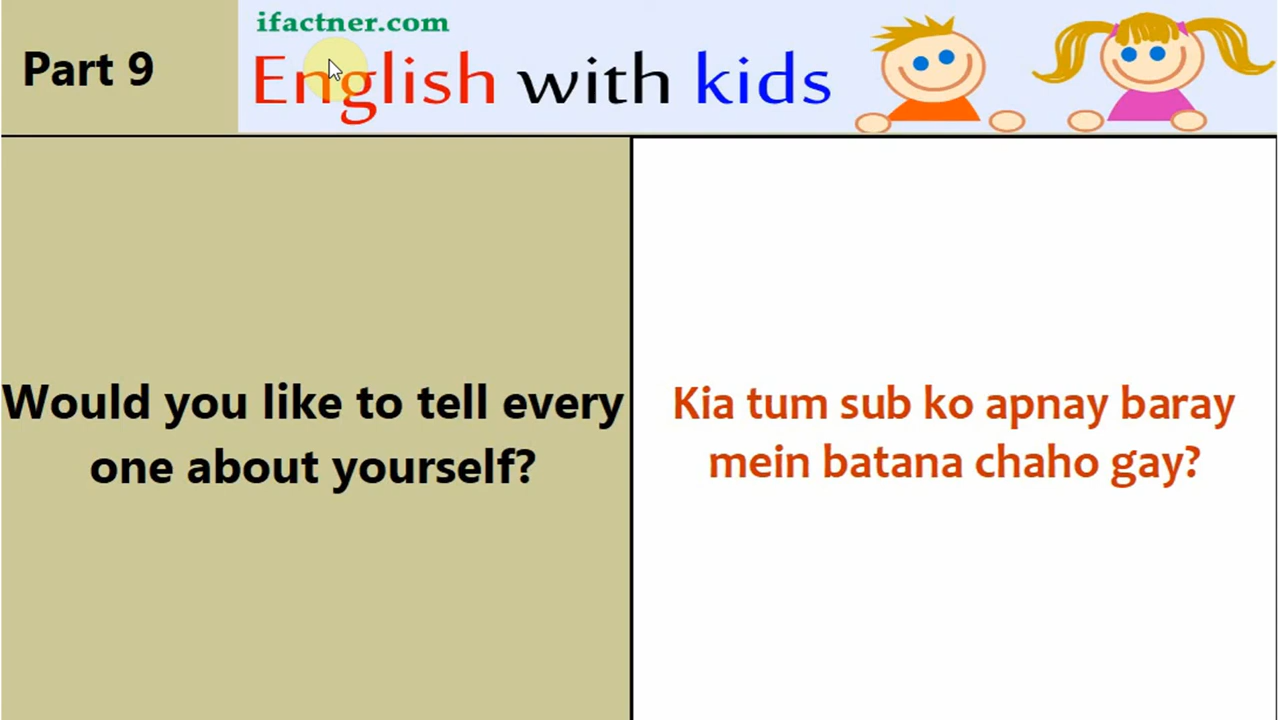 Part 9
ifactner.com
English with kids
Would you like to tell every
one about yourself?
Kia tum sub ko apnay baray
mein batana chaho gay?